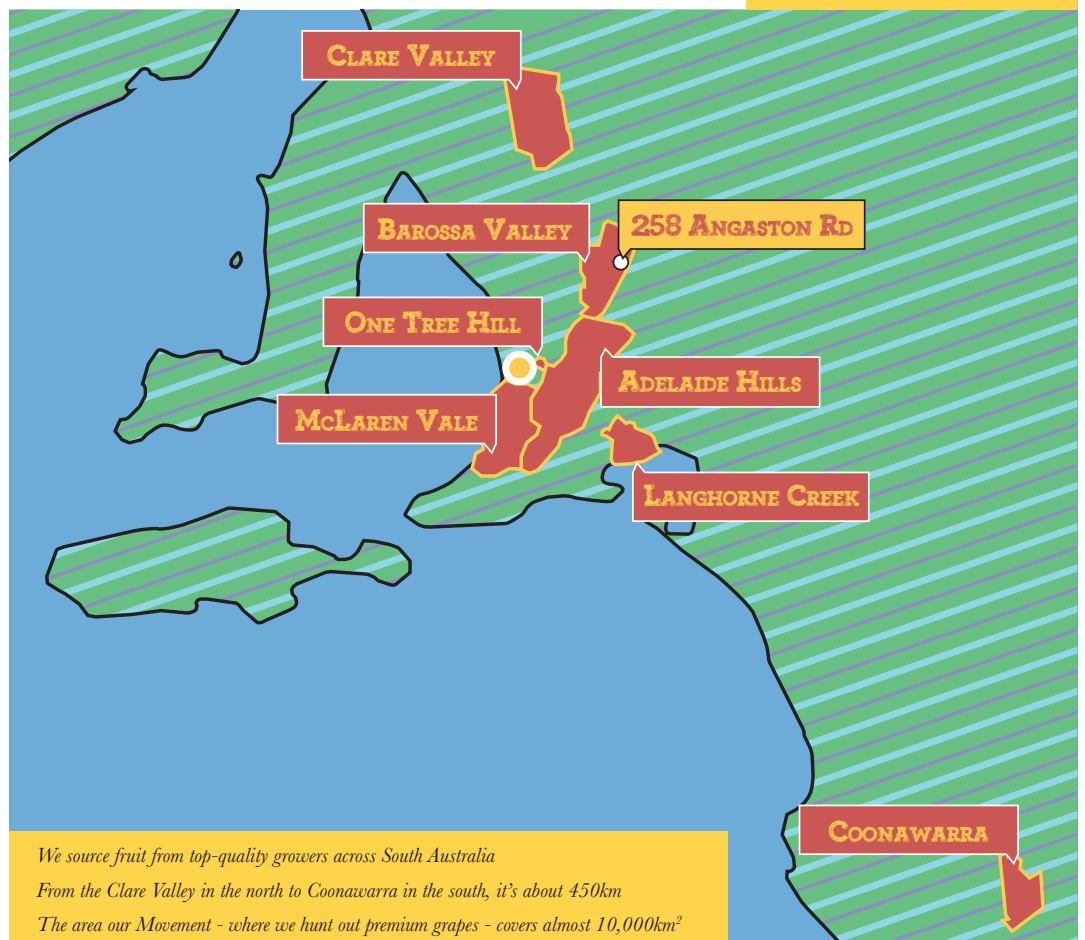 Clare Valley
Barossa Valley
258 Angaston Rd
One Tree Hill
Adelaide Hills
McLaren Vale
Langhorne Creek
Coonawarra
We source fruit from top-quality growers across South Australia
From the Clare Valley in the north to Coonawarra in the south, it's about 450km
The area our Movement - where we hunt out premium grapes - covers almost 10,000km²